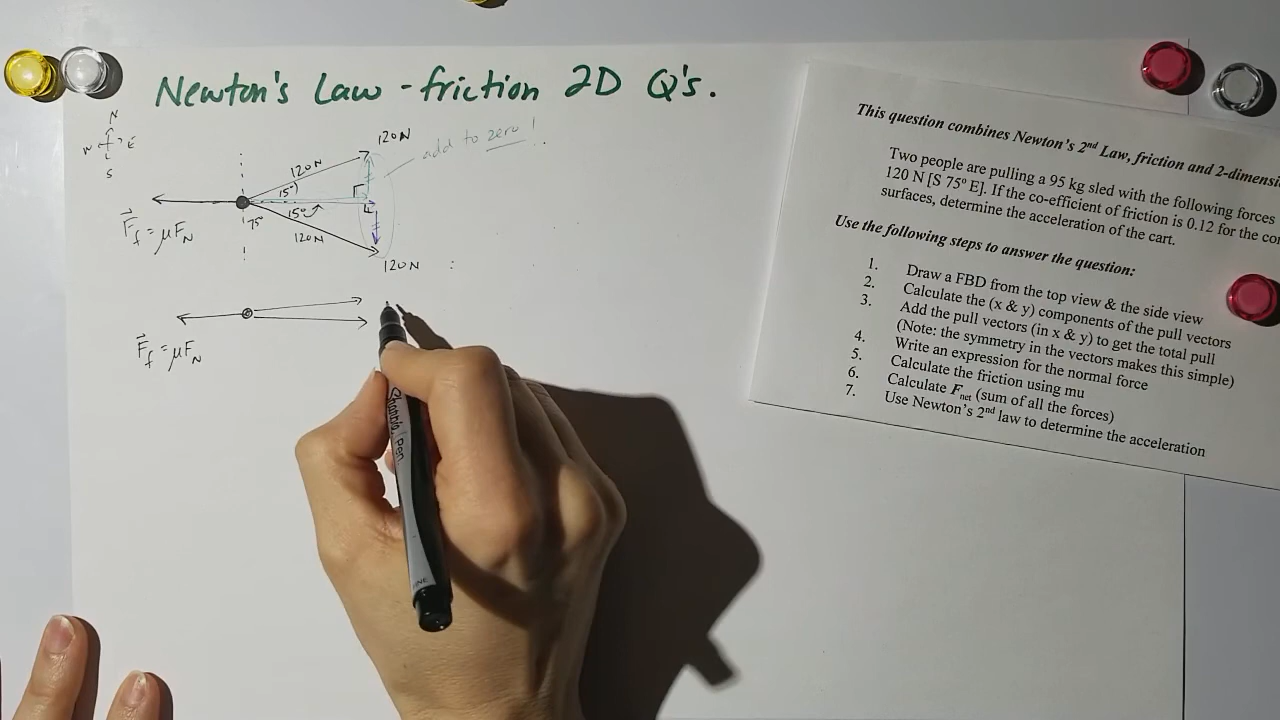 Newton's Law - friction 2D Q's.
N
W E
S
120N
120N
add to zero!
15°
15°
75°
120N
120N
F_f = μF_N
F_f = μF_N
Sharpie Pen
FINE
This question combines Newton's 2nd Law, friction and 2-dimensi
Two people are pulling a 95 kg sled with the following forces
120 N [S 75° E]. If the co-efficient of friction is 0.12 for the co
surfaces, determine the acceleration of the cart.
Use the following steps to answer the question:
1. Draw a FBD from the top view & the side view
2. Calculate the (x & y) components of the pull vectors
3. Add the pull vectors (in x & y) to get the total pull
(Note: the symmetry in the vectors makes this simple)
4. Write an expression for the normal force
5. Calculate the friction using mu
6. Calculate Fnet (sum of all the forces)
7. Use Newton's 2nd law to determine the acceleration